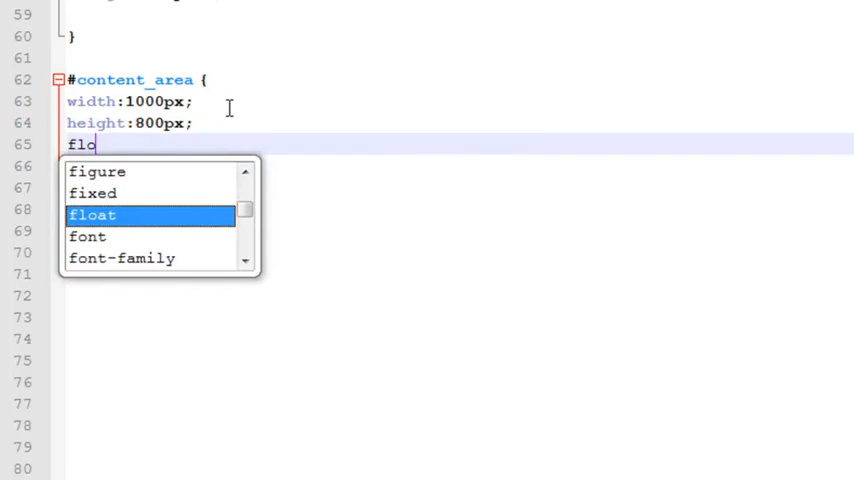 59
60 }
61
62 #content_area {
63 width:1000px;
64 height:800px;
65 flo
66 figure
67 fixed
68 float
69 font
70 font-family
71
72
73
74
75
76
77
78
79
80